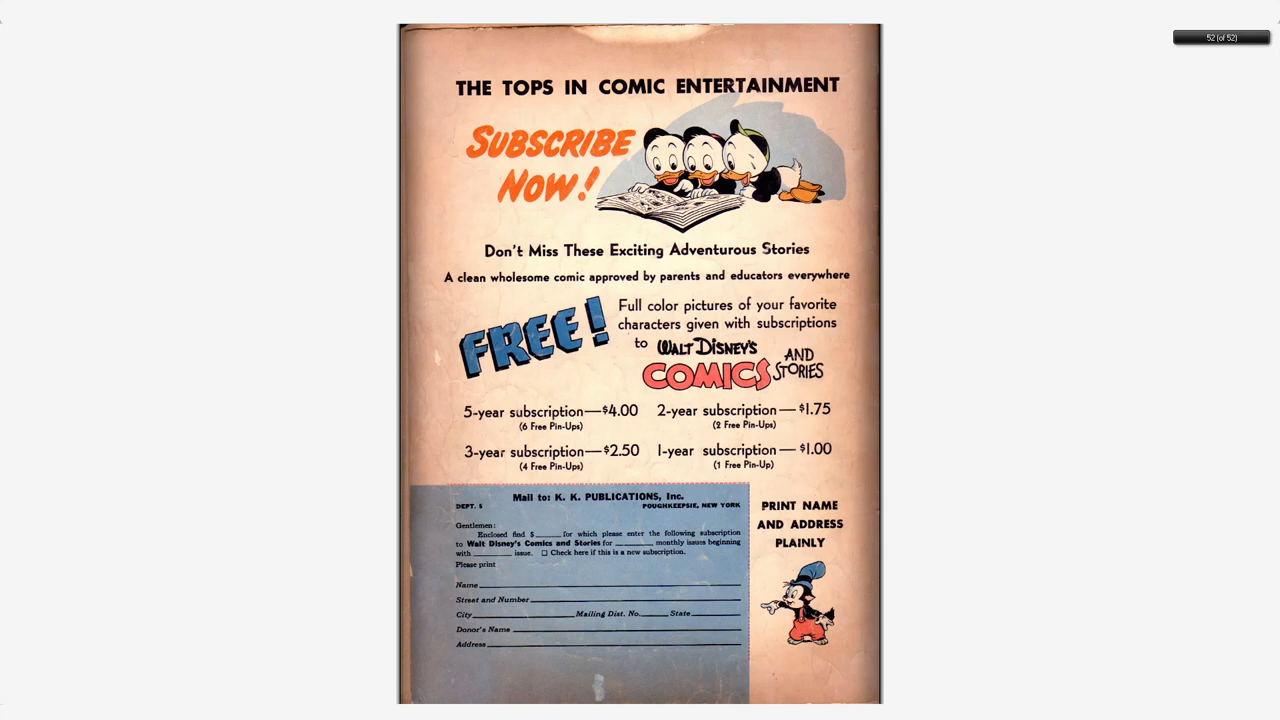 52 (of 52)
THE TOPS IN COMIC ENTERTAINMENT
SUBSCRIBE
NOW!
Don't Miss These Exciting Adventurous Stories
A clean wholesome comic approved by parents and educators everywhere
FREE!
Full color pictures of your favorite
characters given with subscriptions
to WALT DISNEY'S
COMICS AND STORIES
5-year subscription—$4.00 2-year subscription—$1.75
(6 Free Pin-Ups) (2 Free Pin-Ups)
3-year subscription—$2.50 1-year subscription—$1.00
(4 Free Pin-Ups) (1 Free Pin-Up)
Mail to: K. K. PUBLICATIONS, Inc.
DEPT. S POUGHKEEPSIE, NEW YORK
Gentlemen:
Enclosed find $______ for which please enter the following subscription
to Walt Disney's Comics and Stories for ________ monthly issues beginning
with ________ issue. ☐ Check here if this is a new subscription.
Please print
Name
Street and Number
City Mailing Dist. No. State
Donor's Name
Address
PRINT NAME
AND ADDRESS
PLAINLY